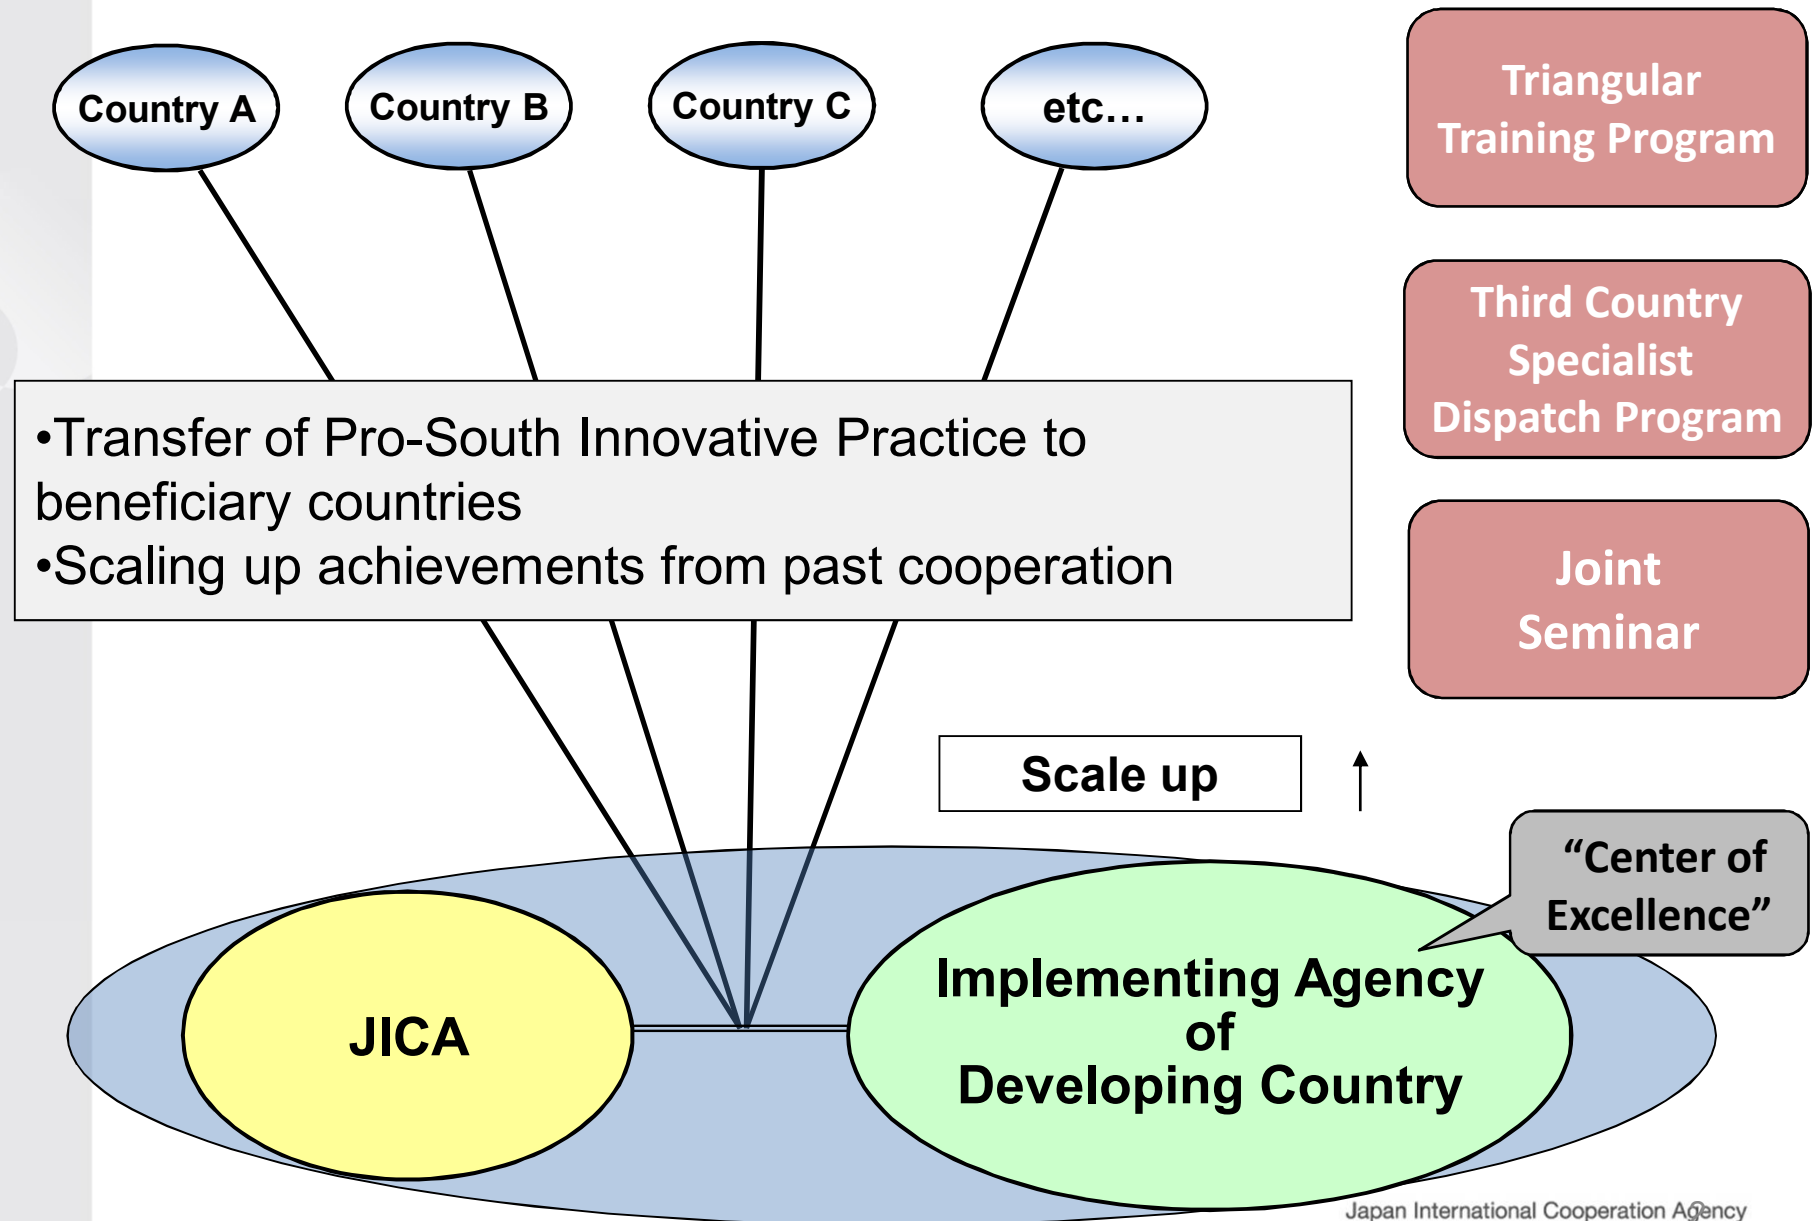 Country A
Country B
Country C
etc…
Triangular
Training Program
Third Country
Specialist
Dispatch Program
•Transfer of Pro-South Innovative Practice to
beneficiary countries
•Scaling up achievements from past cooperation
Joint
Seminar
Scale up
“Center of
Excellence”
JICA
Implementing Agency
of
Developing Country
Japan International Cooperation Agency